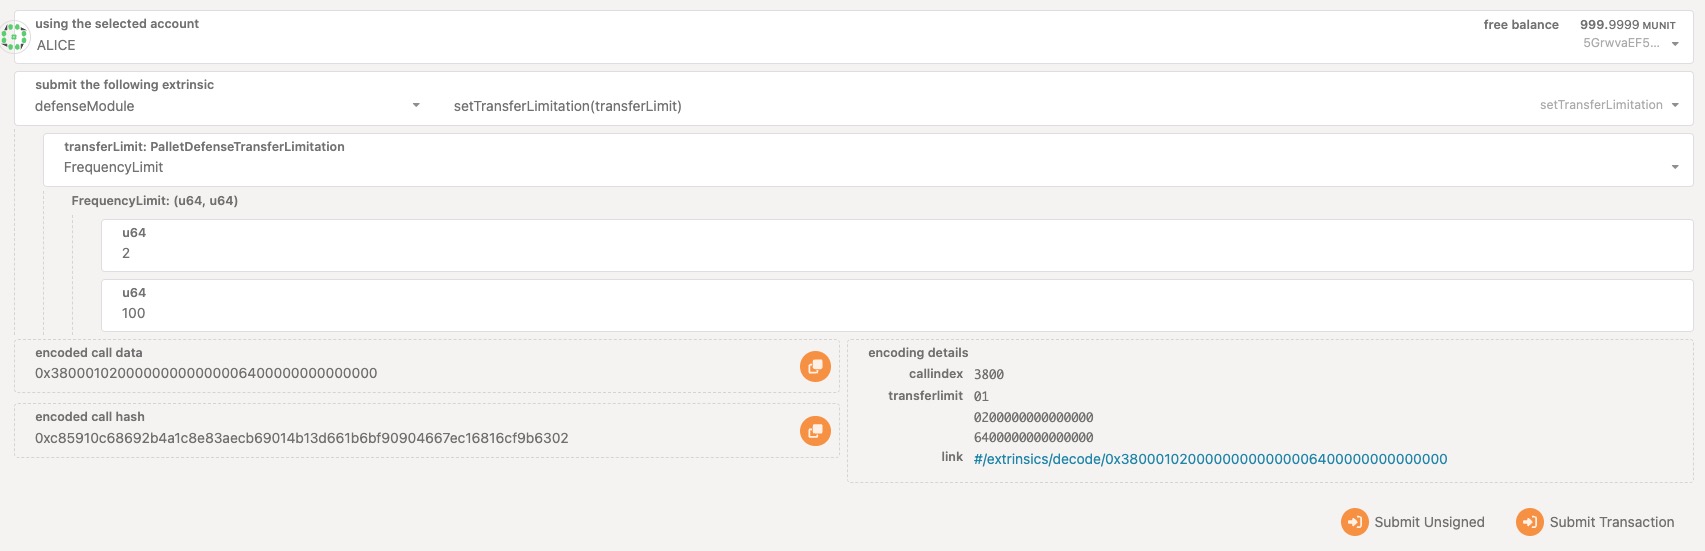 using the selected account
free balance 999.9999 MUNIT
ALICE
5GrwvaEF5...
submit the following extrinsic
defenseModule
setTransferLimitation(transferLimit)
setTransferLimitation
transferLimit: PalletDefenseTransferLimitation
FrequencyLimit
FrequencyLimit: (u64, u64)
u64
2
u64
100
encoded call data
0x380001020000000000000064000000000000000
encoded call hash
0xc85910c68692b4a1c8e83aecb69014b13d661b6bf90904667ec16816cf9b6302
encoding details
callindex 3800
transferlimit 01
0200000000000000
6400000000000000
link #/extrinsics/decode/0x38000102000000000000006400000000000000
Submit Unsigned
Submit Transaction